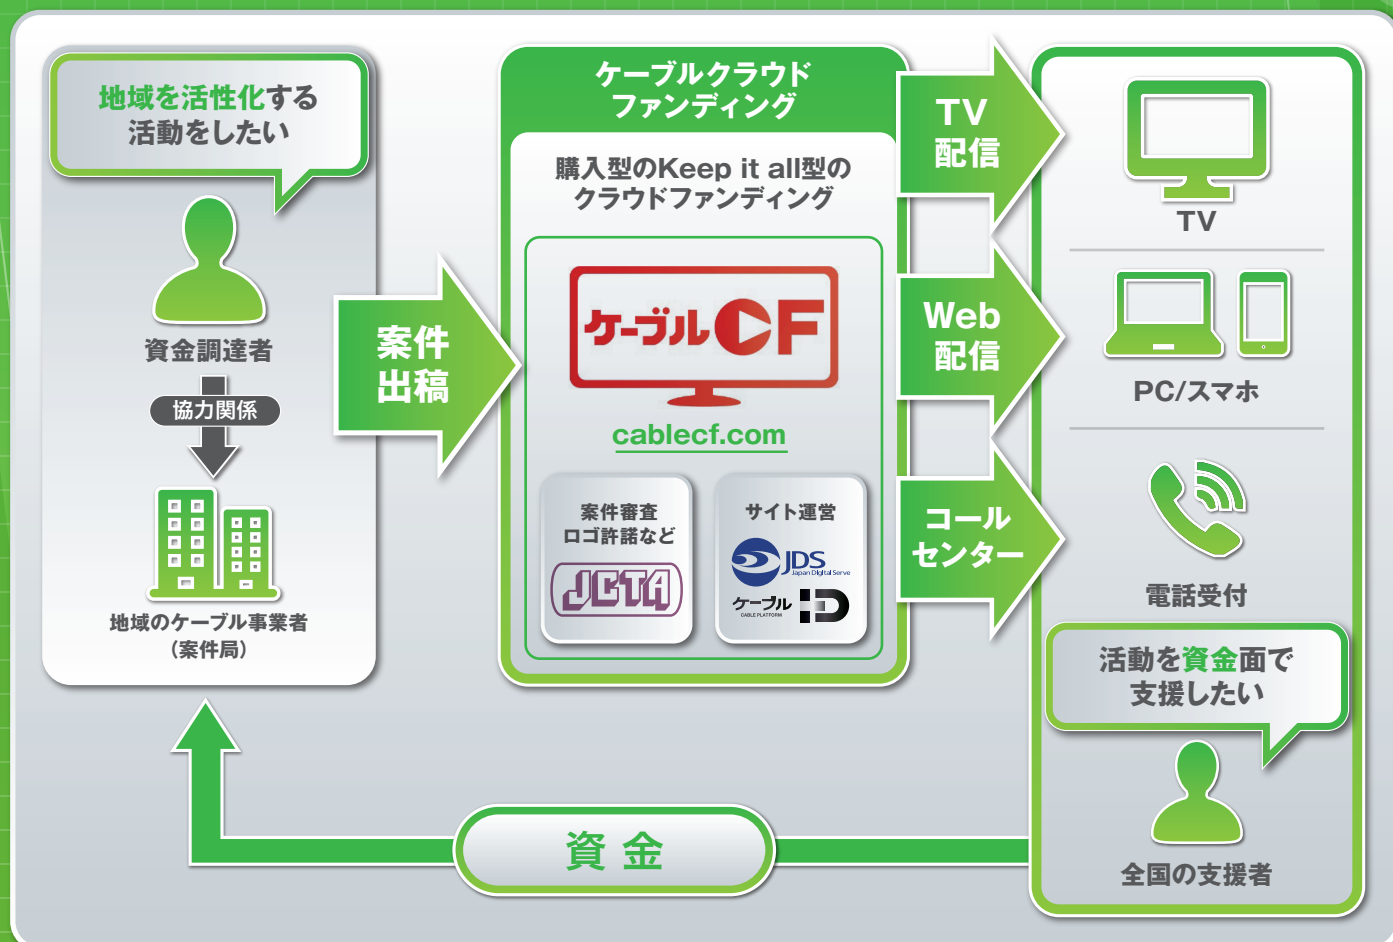 地域を活性化する
活動をしたい
資金調達者
協力関係
地域のケーブル事業者
(案件局)
案件
出稿
ケーブルクラウド
ファンディング
購入型のKeep it all型の
クラウドファンディング
ケーブルCF
cablecf.com
案件審査
ロゴ許諾など
JCTA
サイト運営
JDS
Japan Digital Serve
ケーブル
CABLE PLATFORM
ID
TV
配信
Web
配信
コール
センター
TV
PC/スマホ
電話受付
活動を資金面で
支援したい
全国の支援者
資金